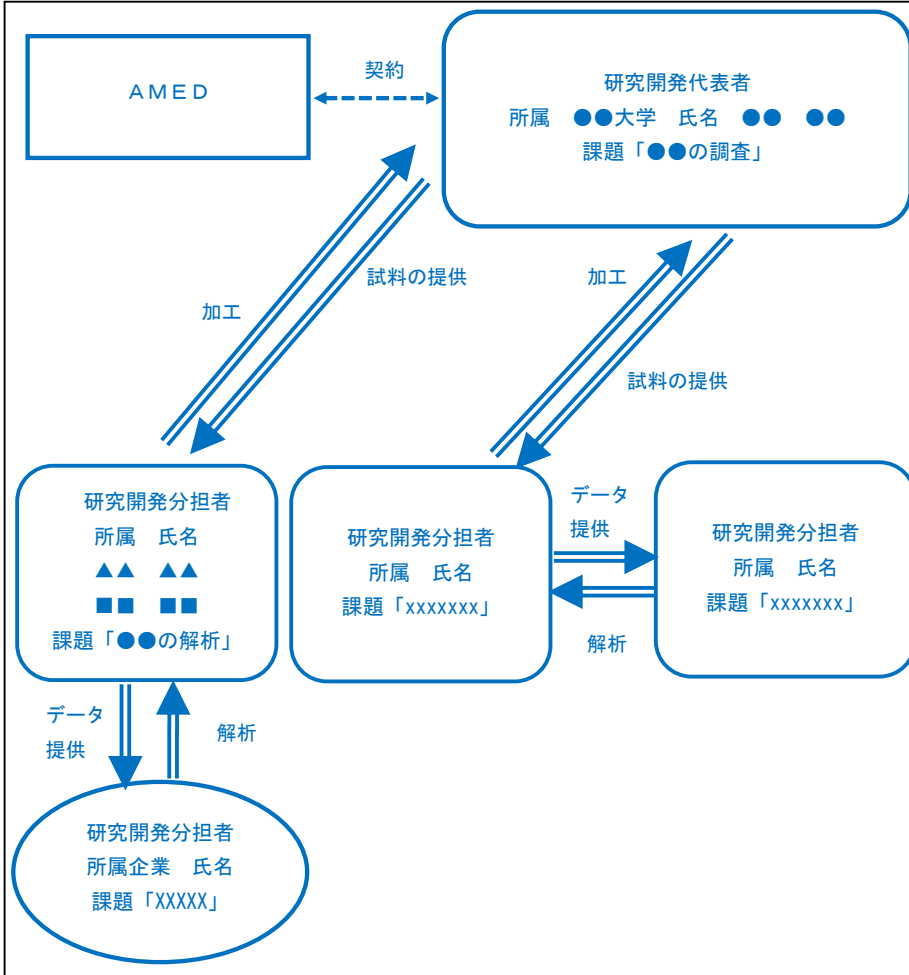 AMED
契約
研究開発代表者
所属　●●大学　氏名　●●　●●
課題「●●の調査」
試料の提供
加工
加工
試料の提供
研究開発分担者
所属　氏名
▲▲　▲▲
■■　■■
課題「●●の解析」
研究開発分担者
所属　氏名
課題「xxxxxxx」
データ
提供
解析
研究開発分担者
所属　氏名
課題「xxxxxxx」
データ
提供
解析
研究開発分担者
所属企業　氏名
課題「XXXXX」